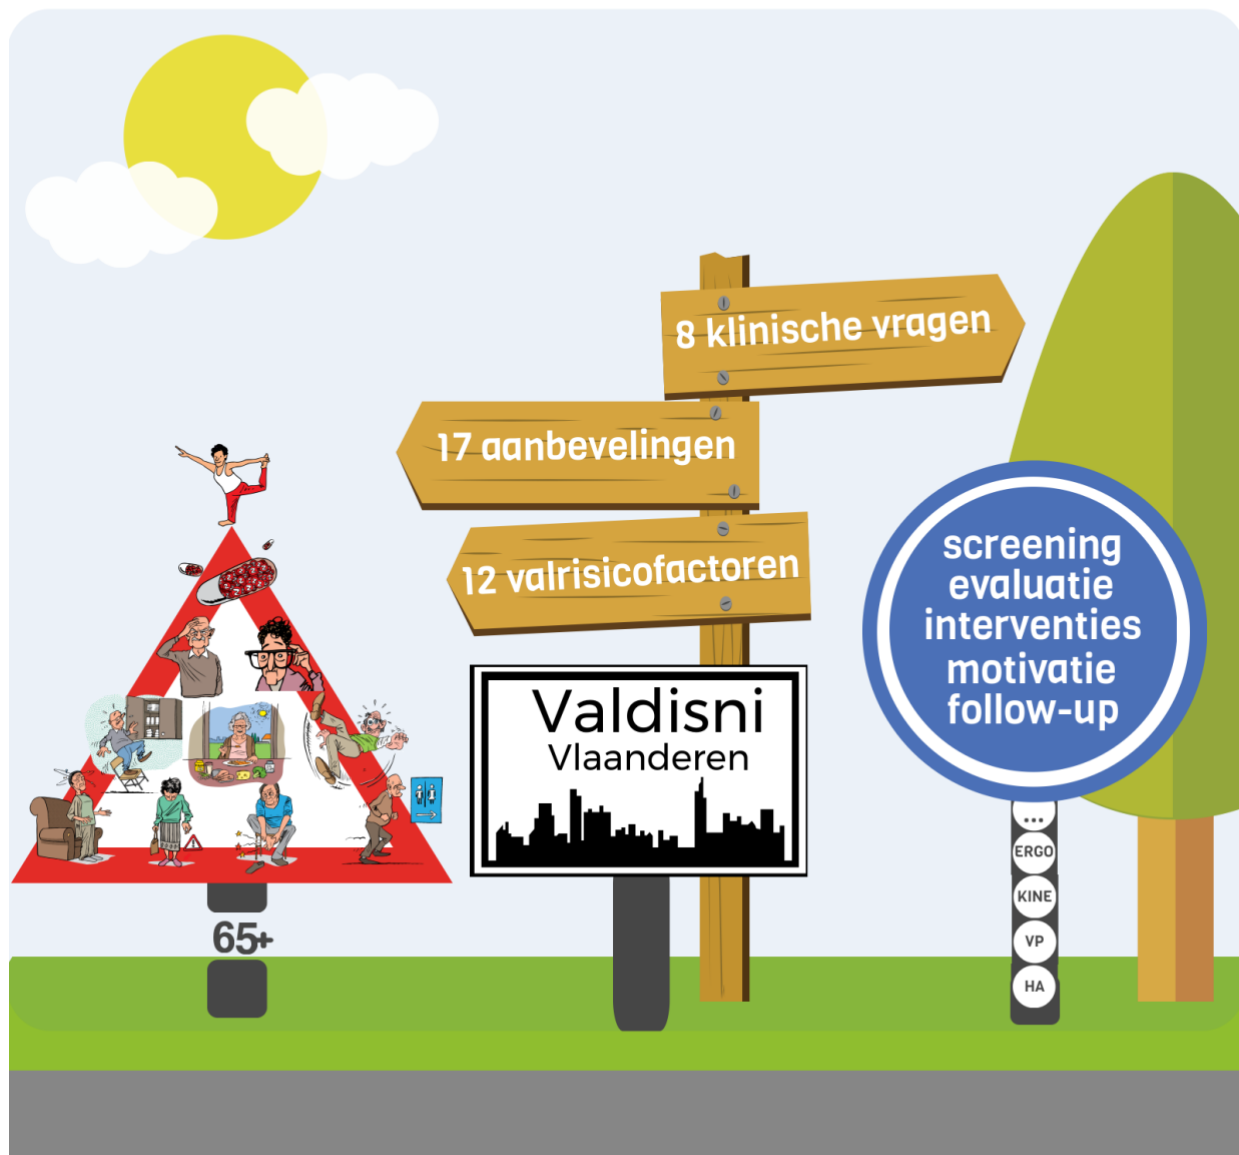 8 klinische vragen
17 aanbevelingen
12 valrisicofactoren
Valdisni
Vlaanderen
65+
screening
evaluatie
interventies
motivatie
follow-up
...
ERGO
KINE
VP
HA